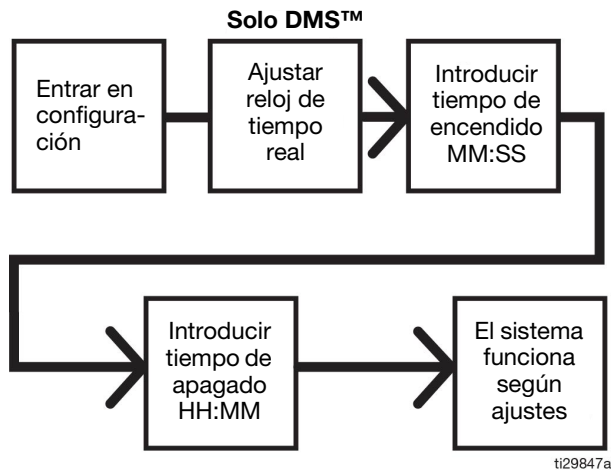 Solo DMS™
Entrar en
configura-
ción
Ajustar
reloj de
tiempo
real
Introducir
tiempo de
encendido
MM:SS
Introducir
tiempo de
apagado
HH:MM
El sistema
funciona
según
ajustes
ti29847a